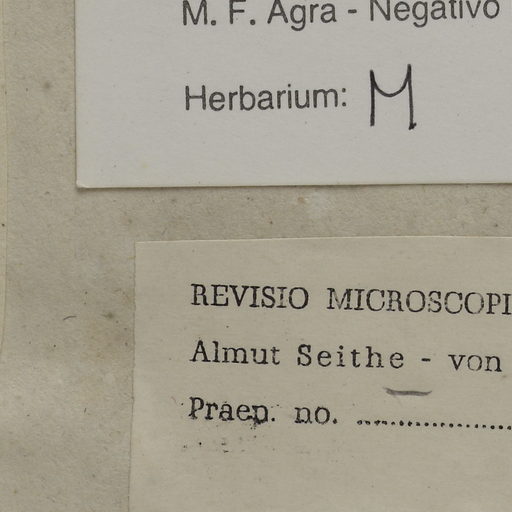 M. F. Agra - Negativo
Herbarium: M
REVISIO MICROSCOPI
Almut Seithe - von
Praep. no. ....................